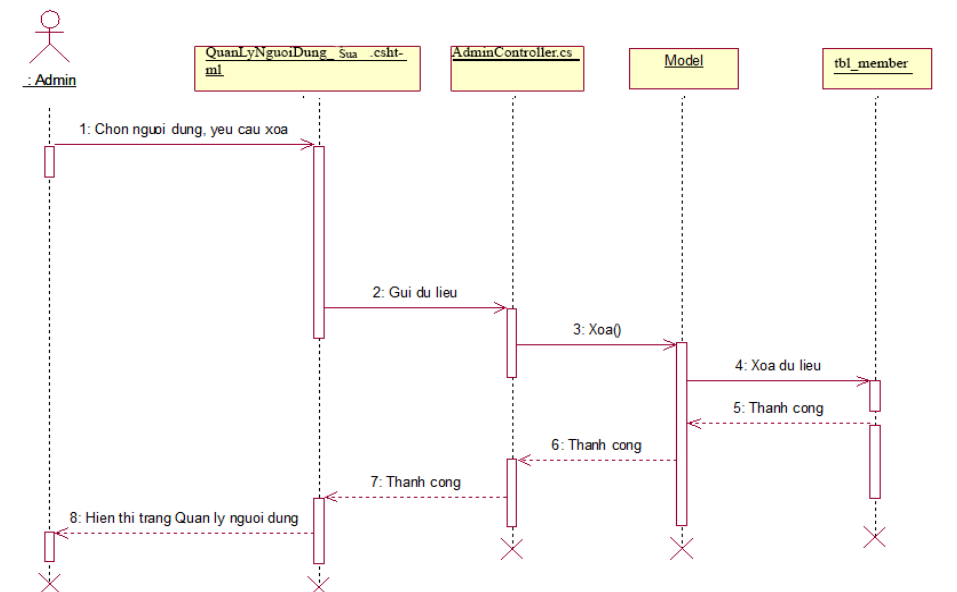 : Admin
QuanLyNguoiDung_ Sua .csht-
ml
AdminController.cs
Model
tbl_member
1: Chon nguoi dung, yeu cau xoa
2: Gui du lieu
3: Xoa()
4: Xoa du lieu
5: Thanh cong
6: Thanh cong
7: Thanh cong
8: Hien thi trang Quan ly nguoi dung